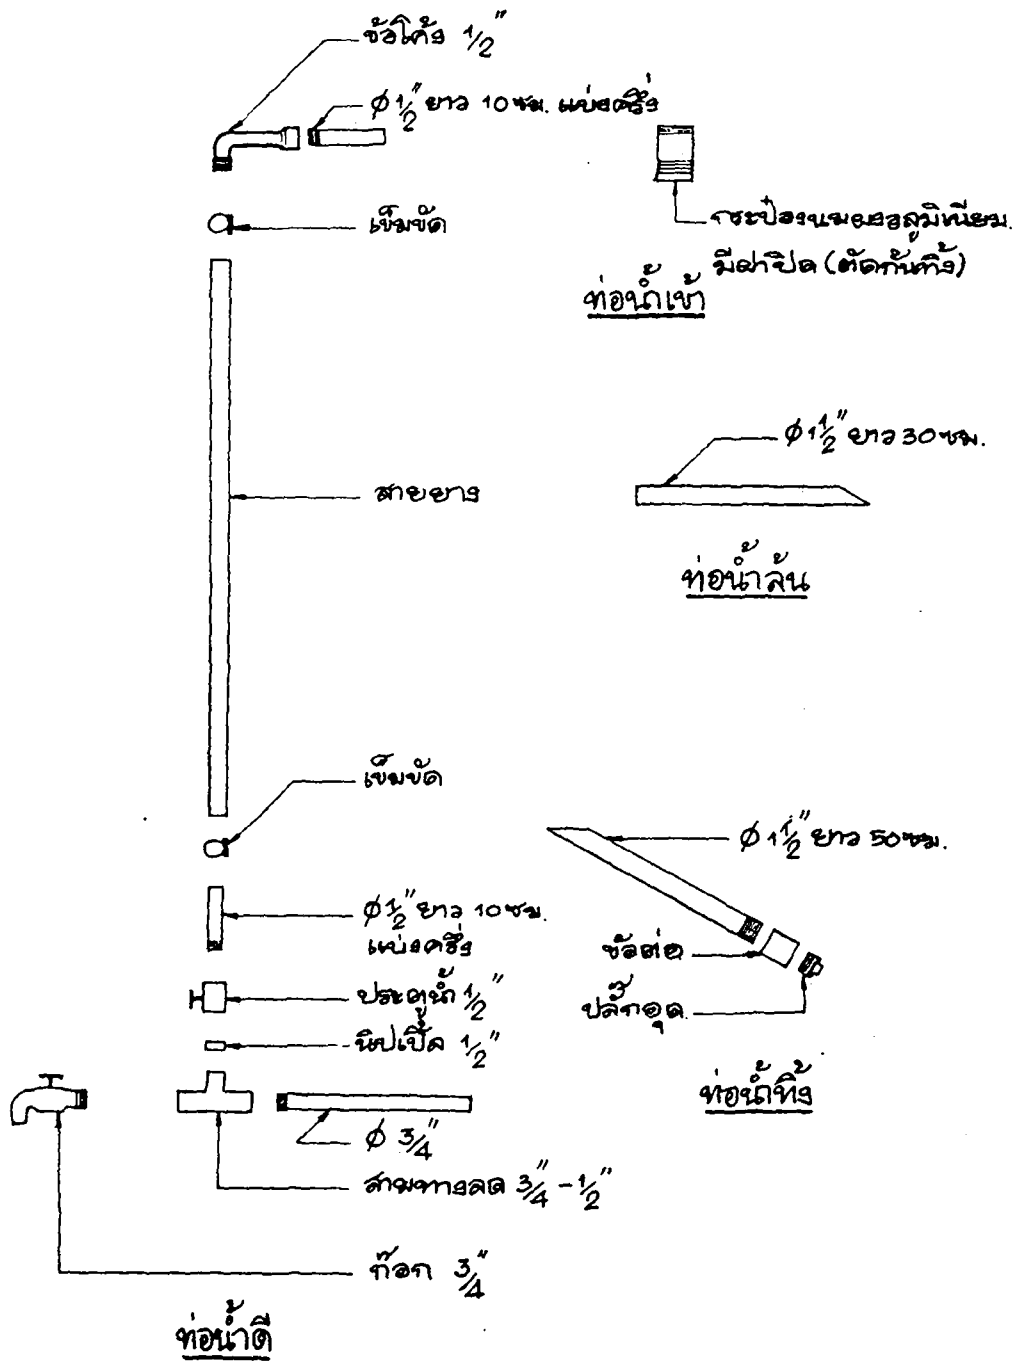 ข้อโค้ง 1/2"
φ 1/2" ยาว 10 ซม. แบ่งครึ่ง
เข็มขัด
กระป๋องนมผงอลูมิเนียม.
มีฝาปิด (ตัดก้นทิ้ง)
ท่อน้ำเข้า
φ 1 1/2" ยาว 30 ซม.
สายยาง
ท่อน้ำล้น
เข็มขัด
φ 1 1/2" ยาว 50 ซม.
φ 1/2" ยาว 10 ซม.
แบ่งครึ่ง
ข้อต่อ
ประตูน้ำ 1/2"
ปลั๊กอุด
นิปเปิ้ล 1/2"
ท่อน้ำทิ้ง
φ 3/4"
สามทางลด 3/4" - 1/2"
ก๊อก 3/4"
ท่อน้ำดี